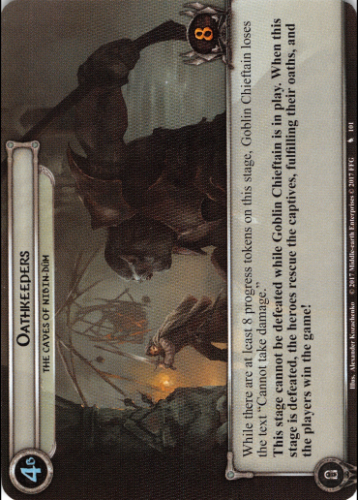 4B
OATHKEEPERS
THE CAVES OF NIBIN-DÛM
8
While there are at least 8 progress tokens on this stage, Goblin Chieftain loses
the text “Cannot take damage.”
This stage cannot be defeated while Goblin Chieftain is in play. When this
stage is defeated, the heroes rescue the captives, fulfilling their oaths, and
the players win the game!
Illus. Alexander Kozachenko © 2017 Middle-earth Enterprises © 2017 FFG 101